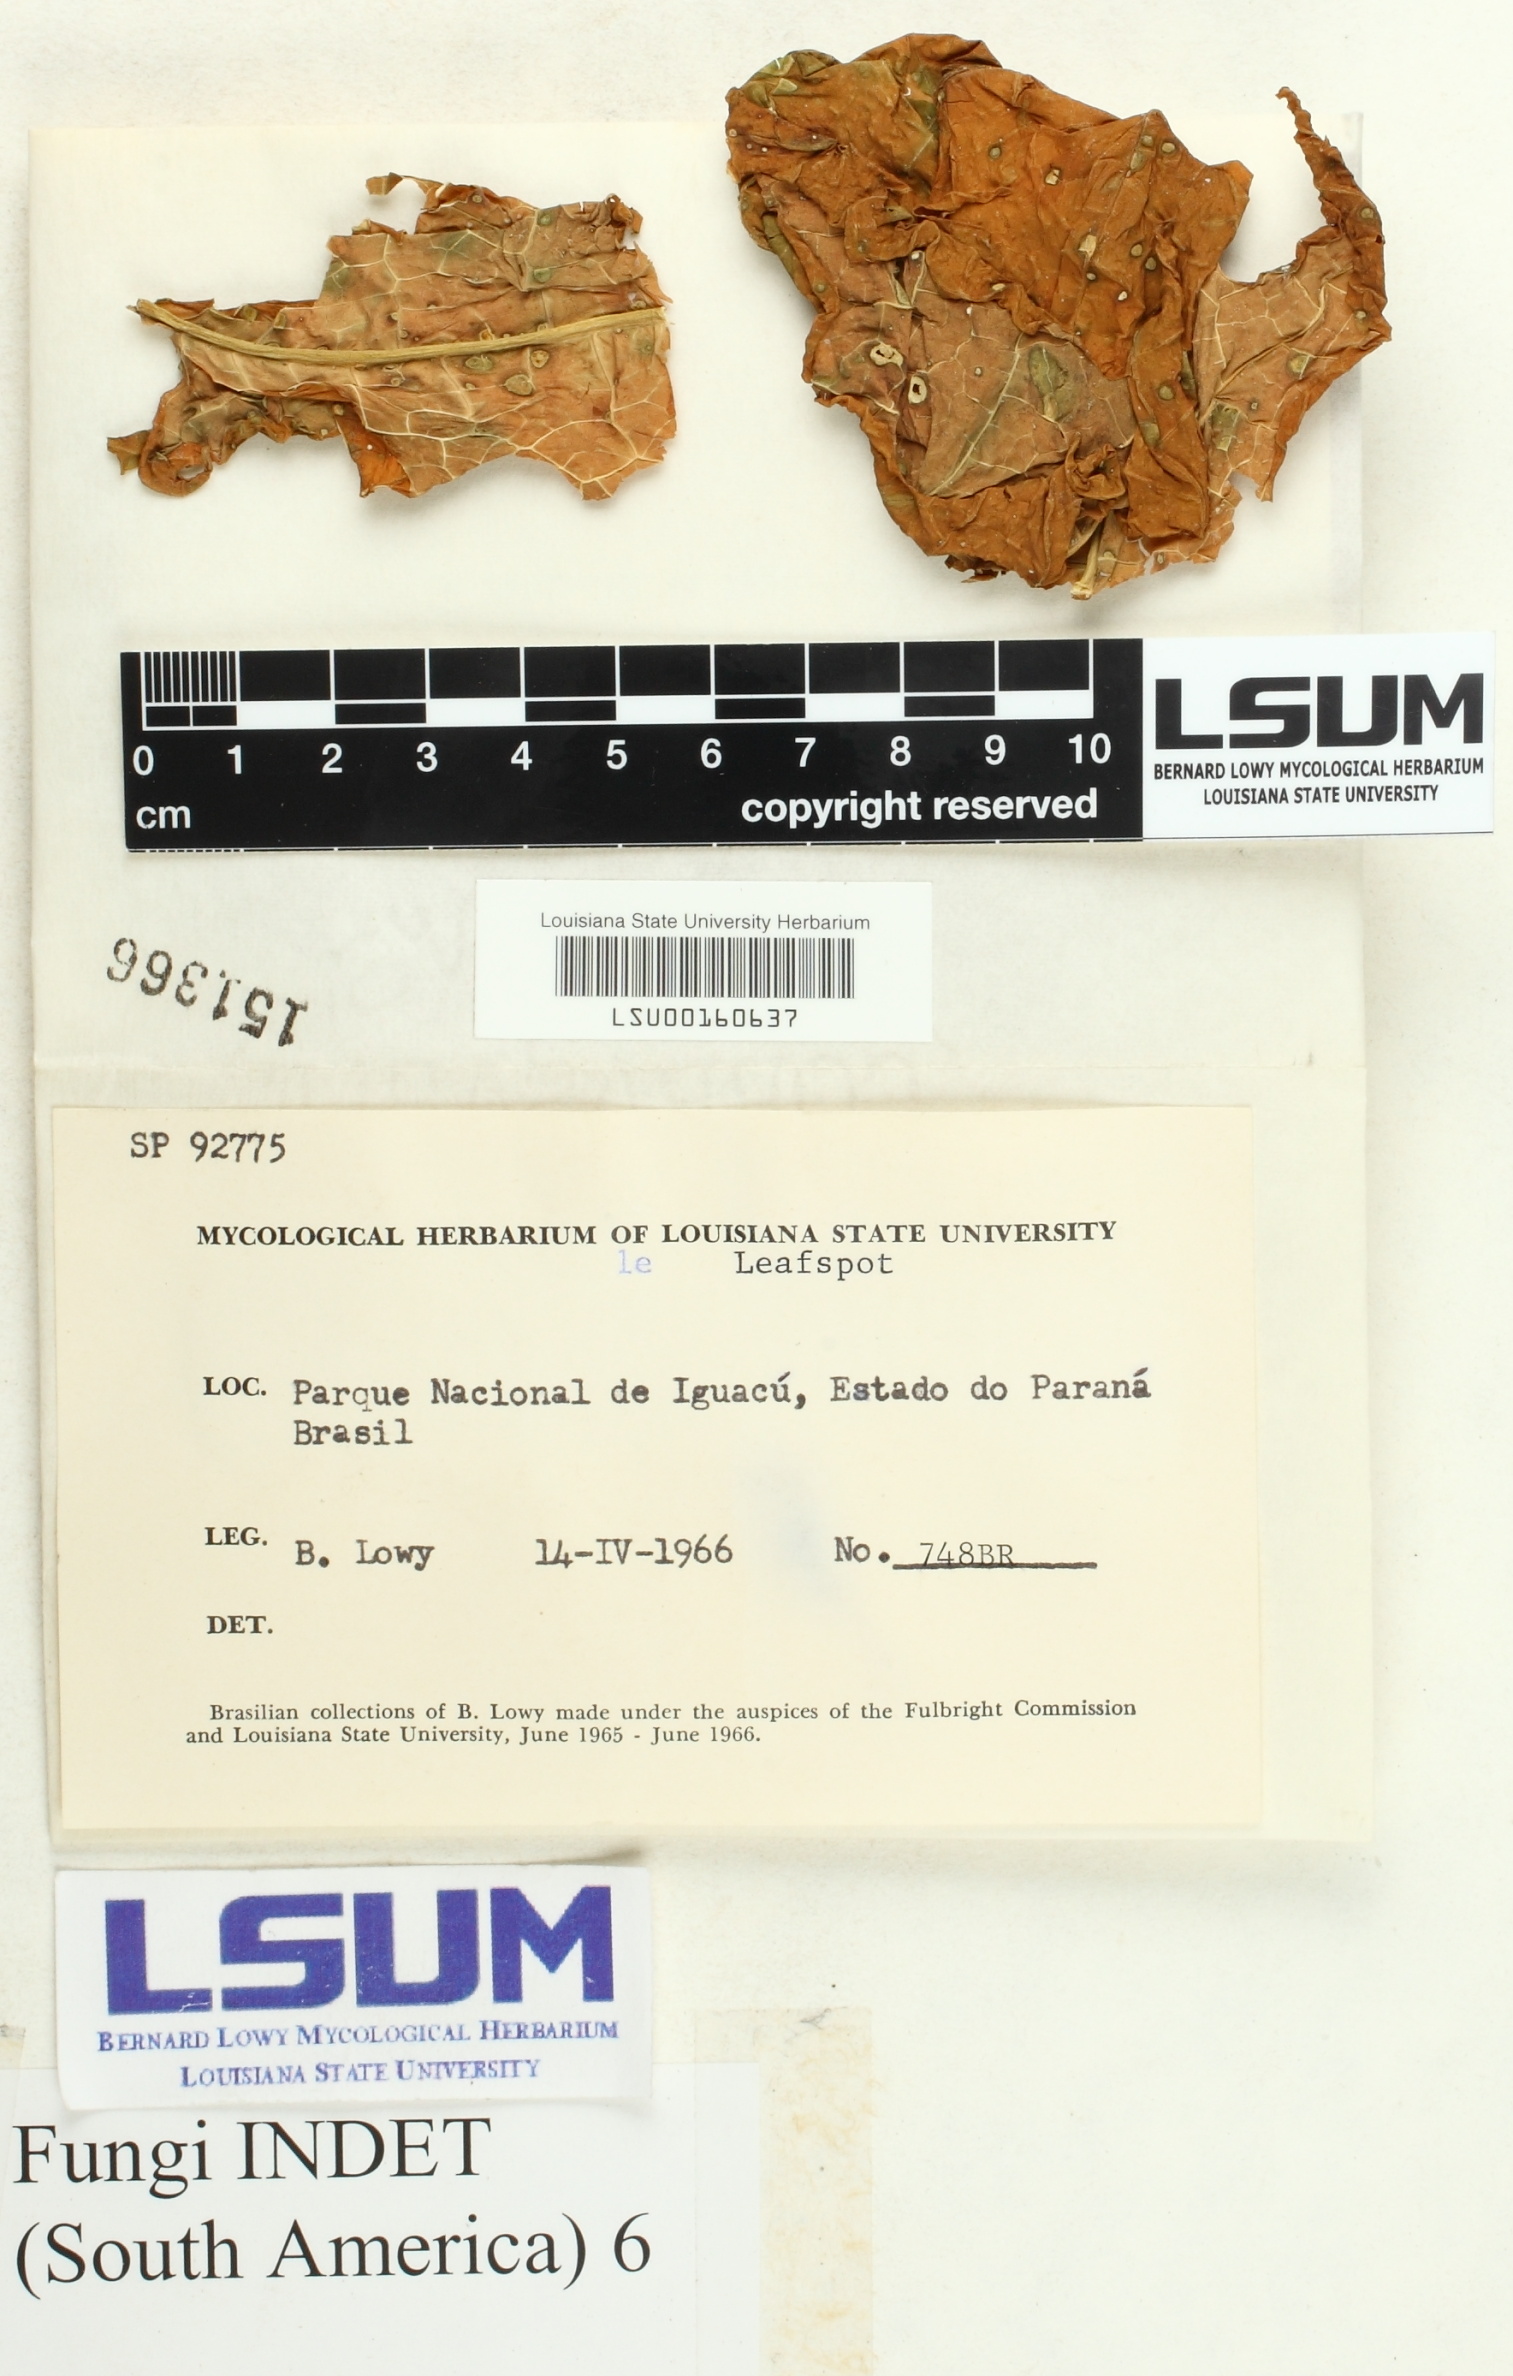 0 1 2 3 4 5 6 7 8 9 10
cm
copyright reserved
LSUM
BERNARD LOWY MYCOLOGICAL HERBARIUM
LOUISIANA STATE UNIVERSITY
Louisiana State University Herbarium
LSU00160637
151366
SP 92775
MYCOLOGICAL HERBARIUM OF LOUISIANA STATE UNIVERSITY
le Leafspot
LOC. Parque Nacional de Iguacú, Estado do Paraná
Brasil
LEG. B. Lowy 14-IV-1966 No. 748BR
DET.
Brasilian collections of B. Lowy made under the auspices of the Fulbright Commission
and Louisiana State University, June 1965 - June 1966.
LSUM
BERNARD LOWY MYCOLOGICAL HERBARIUM
LOUISIANA STATE UNIVERSITY
Fungi INDET
(South America) 6